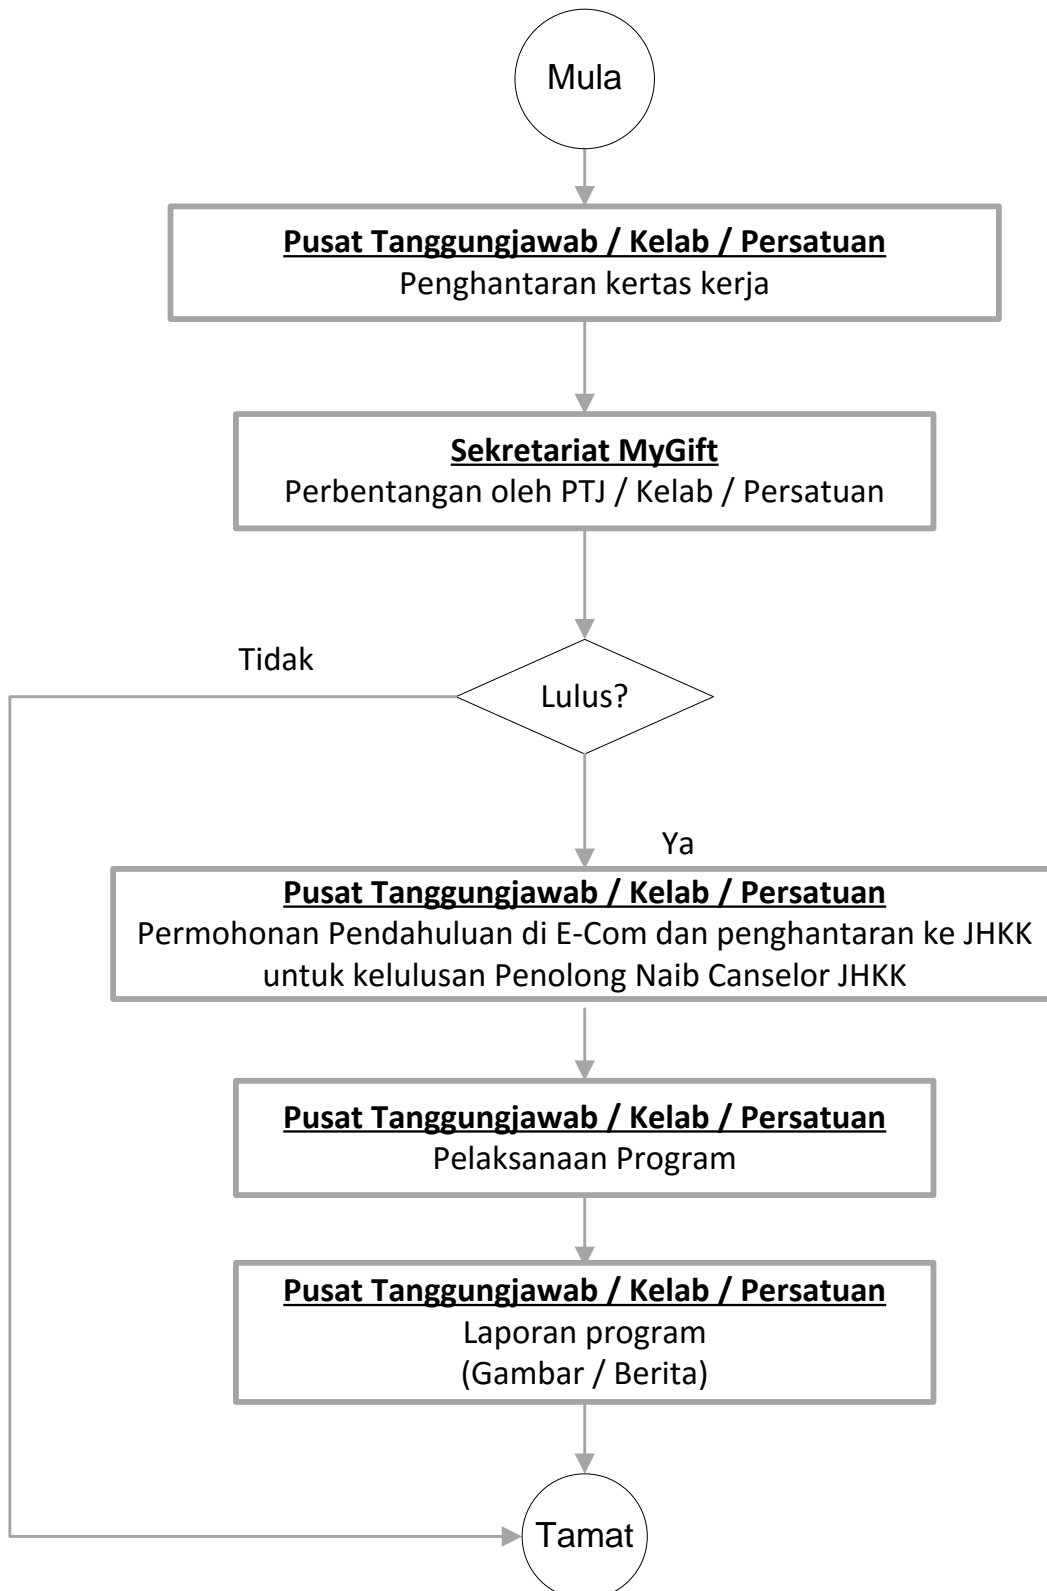 Mula
Pusat Tanggungjawab / Kelab / Persatuan
Penghantaran kertas kerja
Sekretariat MyGift
Perbentangan oleh PTJ / Kelab / Persatuan
Tidak
Lulus?
Ya
Pusat Tanggungjawab / Kelab / Persatuan
Permohonan Pendahuluan di E-Com dan penghantaran ke JHKK
untuk kelulusan Penolong Naib Canselor JHKK
Pusat Tanggungjawab / Kelab / Persatuan
Pelaksanaan Program
Pusat Tanggungjawab / Kelab / Persatuan
Laporan program
(Gambar / Berita)
Tamat